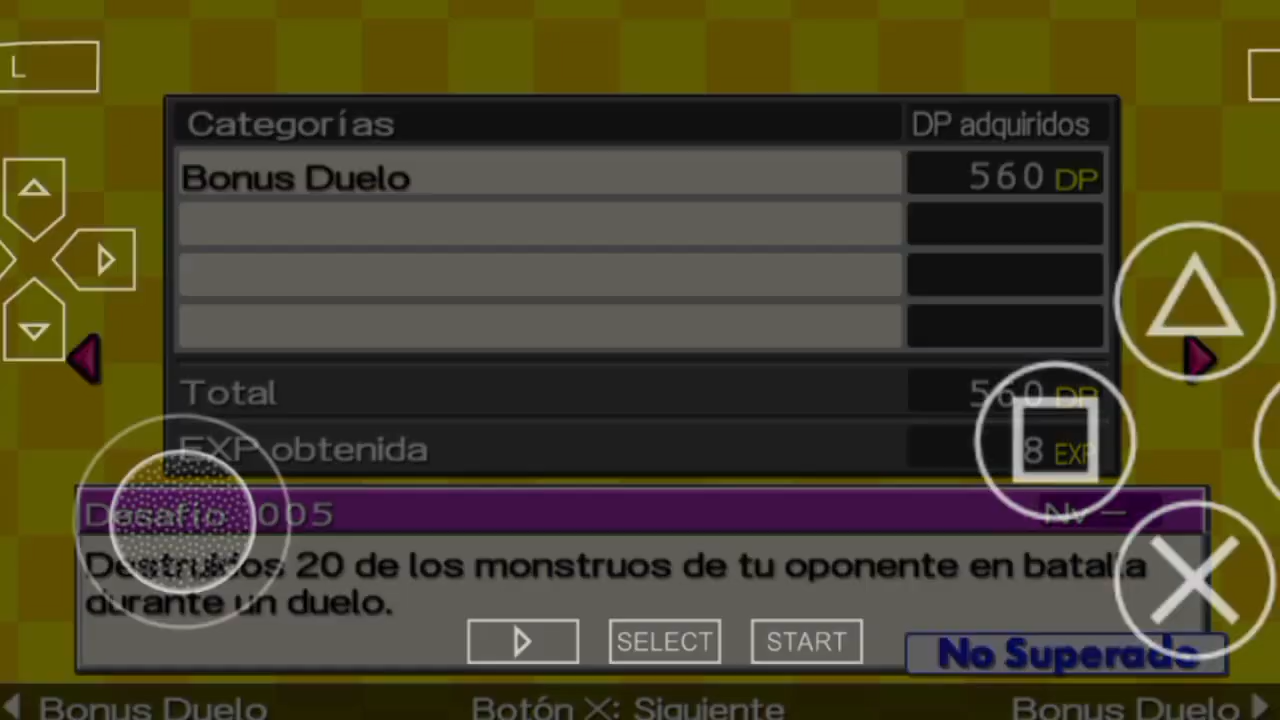 L
Categorías
DP adquiridos
Bonus Duelo
560 DP
Total
560 DP
EXP obtenida
8 EXP
Desafío 005
Nv —
Destruidos 20 de los monstruos de tu oponente en batalla
durante un duelo.
SELECT
START
No Superado
Bonus Duelo
Botón X: Siguiente
Bonus Duelo